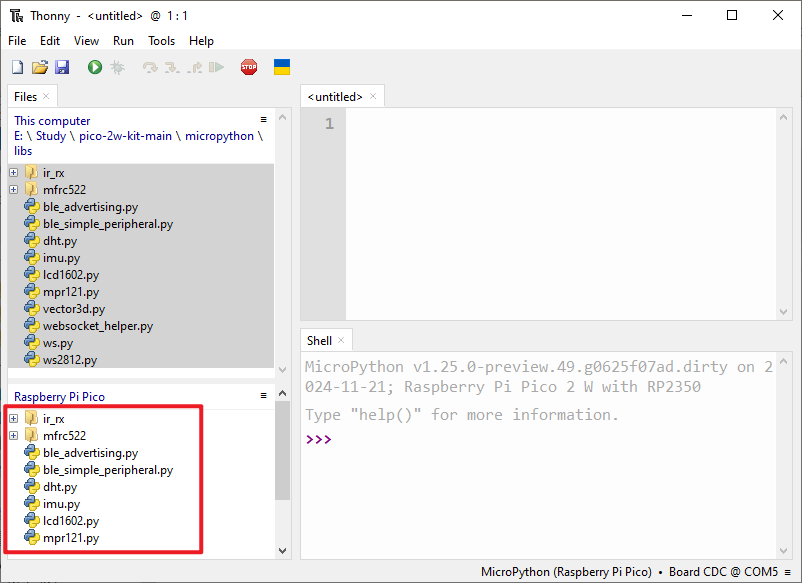 Thonny - <untitled> @ 1 : 1
File Edit View Run Tools Help
STOP
Files
This computer
E: \ Study \ pico-2w-kit-main \ micropython \
libs
ir_rx
mfrc522
ble_advertising.py
ble_simple_peripheral.py
dht.py
imu.py
lcd1602.py
mpr121.py
vector3d.py
websocket_helper.py
ws.py
ws2812.py
Raspberry Pi Pico
ir_rx
mfrc522
ble_advertising.py
ble_simple_peripheral.py
dht.py
imu.py
lcd1602.py
mpr121.py
<untitled>
1
Shell
MicroPython v1.25.0-preview.49.g0625f07ad.dirty on 2
024-11-21; Raspberry Pi Pico 2 W with RP2350
Type "help()" for more information.
>>>
MicroPython (Raspberry Pi Pico) • Board CDC @ COM5